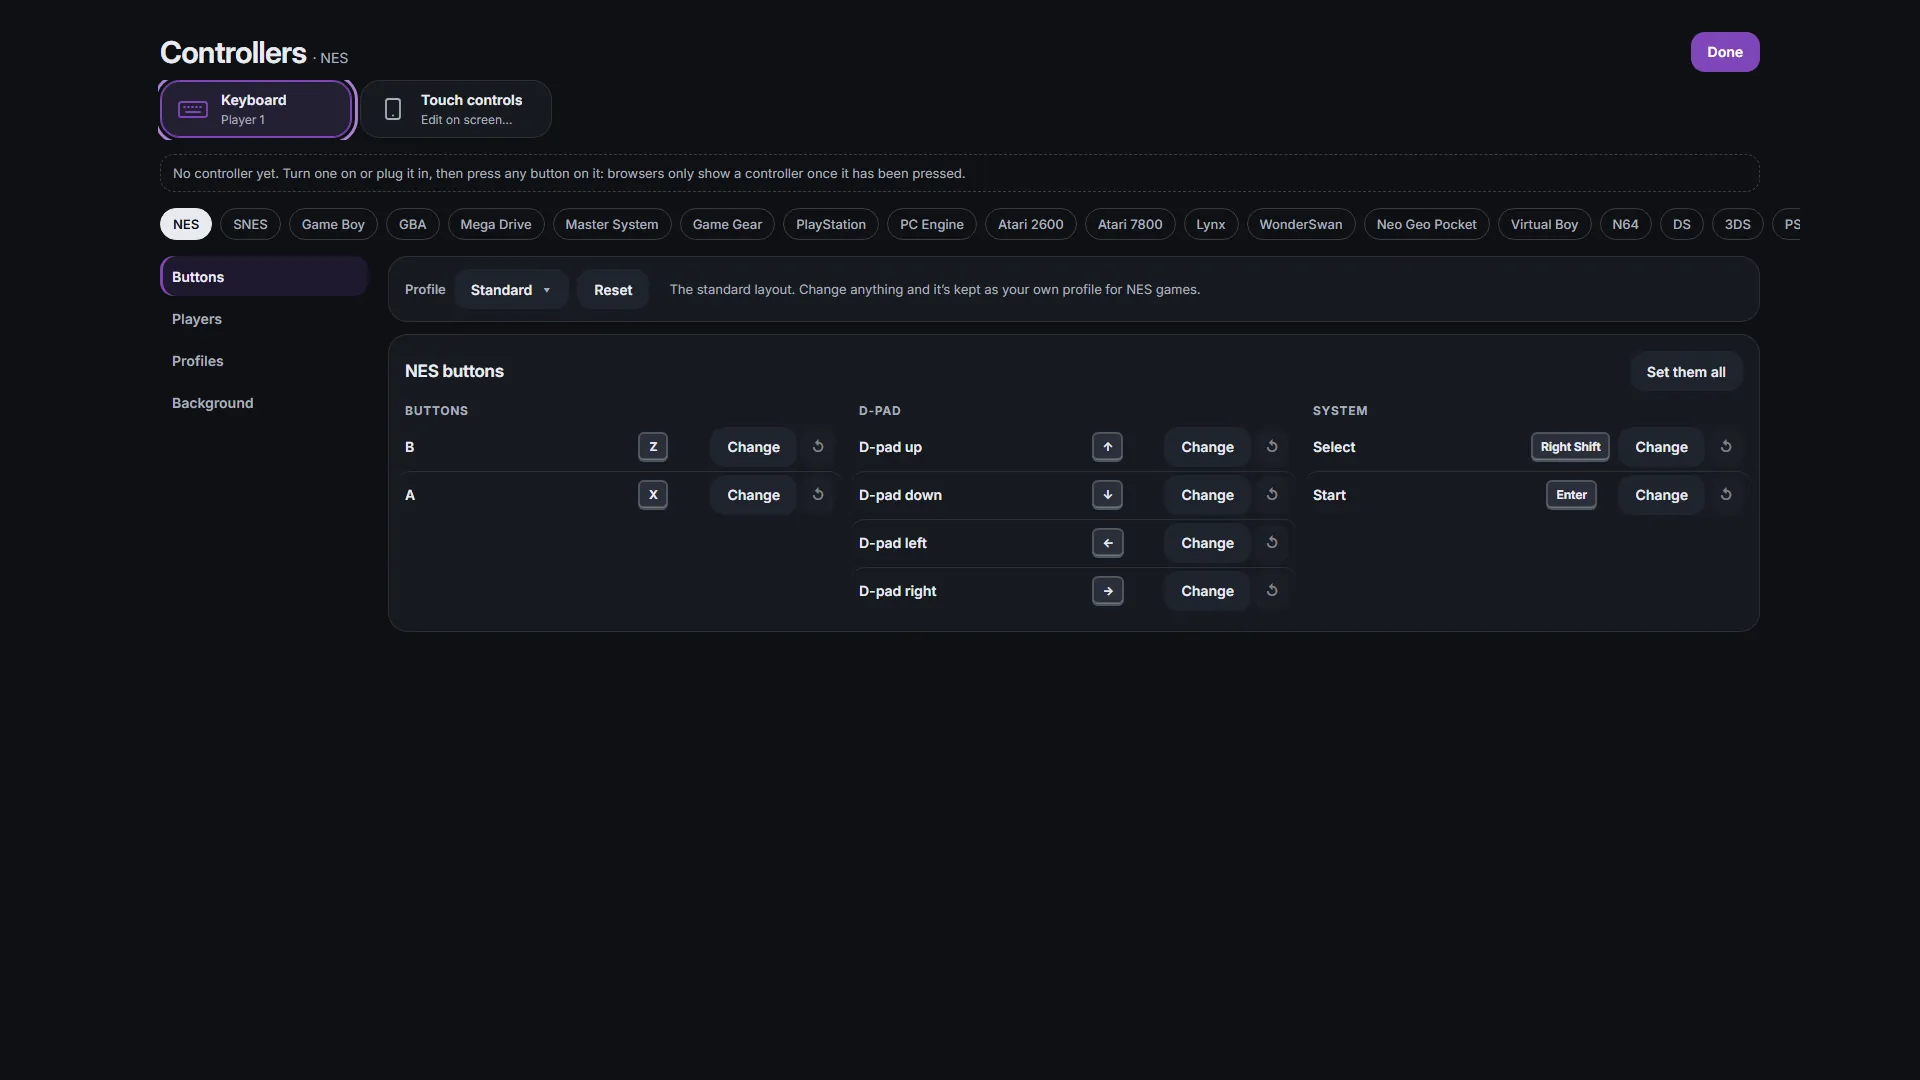 Controllers · NES
Done
Keyboard
Player 1
Touch controls
Edit on screen...
No controller yet. Turn one on or plug it in, then press any button on it: browsers only show a controller once it has been pressed.
NES SNES Game Boy GBA Mega Drive Master System Game Gear PlayStation PC Engine Atari 2600 Atari 7800 Lynx WonderSwan Neo Geo Pocket Virtual Boy N64 DS 3DS PS
Buttons
Players
Profiles
Background
Profile Standard Reset The standard layout. Change anything and it’s kept as your own profile for NES games.
NES buttons
Set them all
BUTTONS
B Z Change
A X Change
D-PAD
D-pad up ↑ Change
D-pad down ↓ Change
D-pad left ← Change
D-pad right → Change
SYSTEM
Select Right Shift Change
Start Enter Change